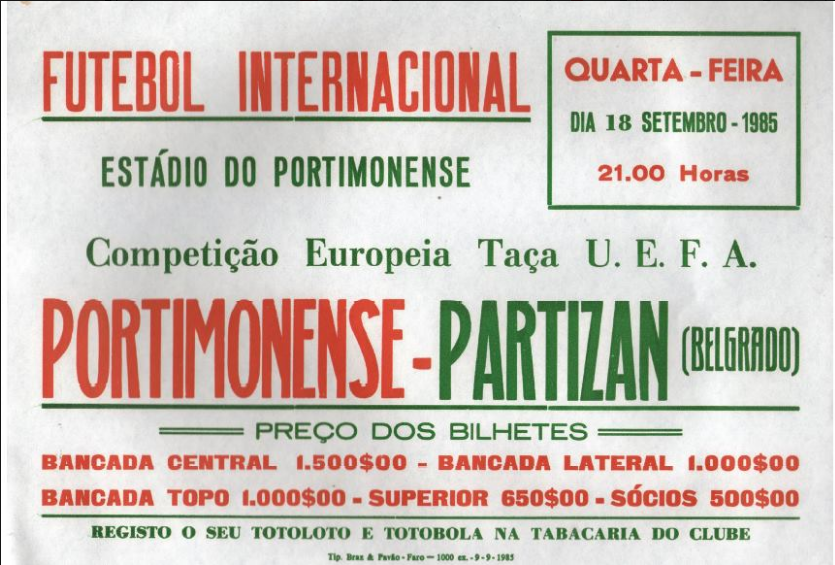 FUTEBOL INTERNACIONAL
QUARTA - FEIRA
DIA 18 SETEMBRO - 1985
21.00 Horas
ESTÁDIO DO PORTIMONENSE
Competição Europeia Taça U. E. F. A.
PORTIMONENSE - PARTIZAN (BELGRADO)
PREÇO DOS BILHETES
BANCADA CENTRAL 1.500$00 - BANCADA LATERAL 1.000$00
BANCADA TOPO 1.000$00 - SUPERIOR 650$00 - SÓCIOS 500$00
REGISTO O SEU TOTOLOTO E TOTOBOLA NA TABACARIA DO CLUBE
Tip. Braz & Pavão - Faro — 1000 ex. - 9 - 9 - 1985